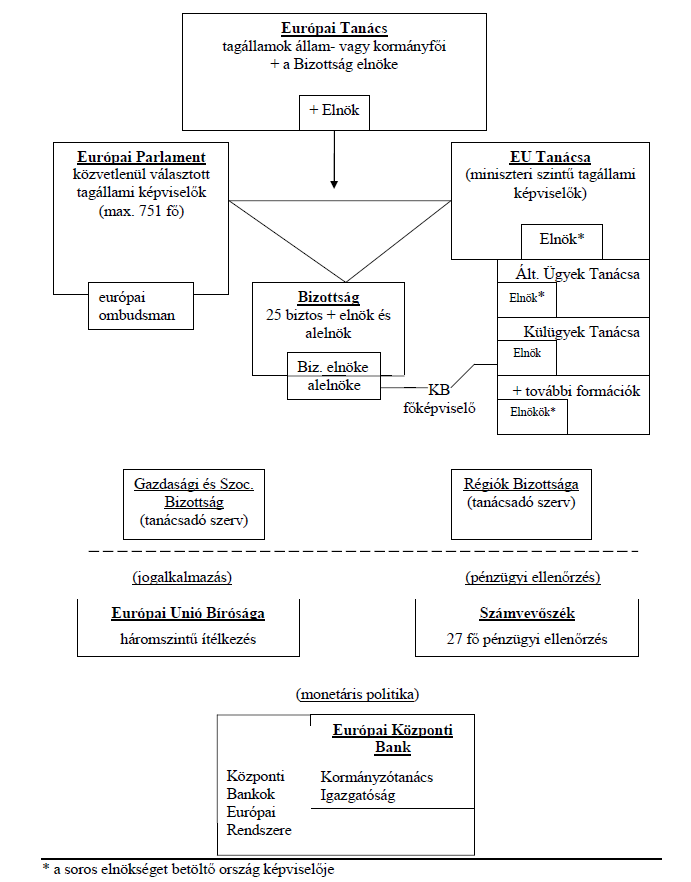 Európai Tanács
tagállamok állam- vagy kormányfői
+ a Bizottság elnöke
+ Elnök
Európai Parlament
közvetlenül választott
tagállami képviselők
(max. 751 fő)
európai
ombudsman
EU Tanácsa
(miniszteri szintű tagállami
képviselők)
Elnök*
Ált. Ügyek Tanácsa
Elnök*
Külügyek Tanácsa
Elnök
+ további formációk
Elnökök*
Bizottság
25 biztos + elnök és
alelnök
Biz. elnöke
alelnöke
KB
főképviselő
Gazdasági és Szoc.
Bizottság
(tanácsadó szerv)
Régiók Bizottsága
(tanácsadó szerv)
(jogalkalmazás)
Európai Unió Bírósága
háromszintű ítélkezés
(pénzügyi ellenőrzés)
Számvevőszék
27 fő pénzügyi ellenőrzés
(monetáris politika)
Európai Központi
Bank
Kormányzótanács
Igazgatóság
Központi
Bankok
Európai
Rendszere
* a soros elnökséget betöltő ország képviselője